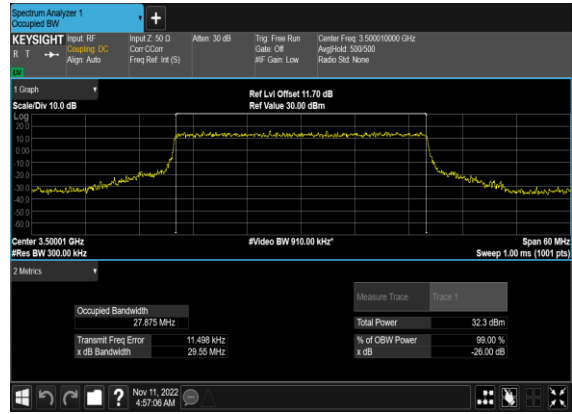 Spectrum Analyzer 1
Occupied BW
+
KEYSIGHT Input: RF Input Z: 50 Ω Atten: 30 dB Trig: Free Run Center Freq: 3.500010000 GHz
R T Coupling: DC Corr CCorr Gate: Off Avg|Hold: 500/500
Align: Auto Freq Ref: Int (S) #IF Gain: Low Radio Std: None
LW
1 Graph
Ref Lvl Offset 11.70 dB
Scale/Div 10.0 dB Ref Value 30.00 dBm
Log
20.0
10.0
0.00
-10.0
-20.0
-30.0
-40.0
-50.0
-60.0
Center 3.50001 GHz #Video BW 910.00 kHz* Span 60 MHz
#Res BW 300.00 kHz Sweep 1.00 ms (1001 pts)
2 Metrics
Measure Trace Trace 1
Occupied Bandwidth
27.875 MHz Total Power 32.3 dBm
Transmit Freq Error 11.498 kHz % of OBW Power 99.00 %
x dB Bandwidth 29.55 MHz x dB -26.00 dB
? Nov 11, 2022
4:57:06 AM